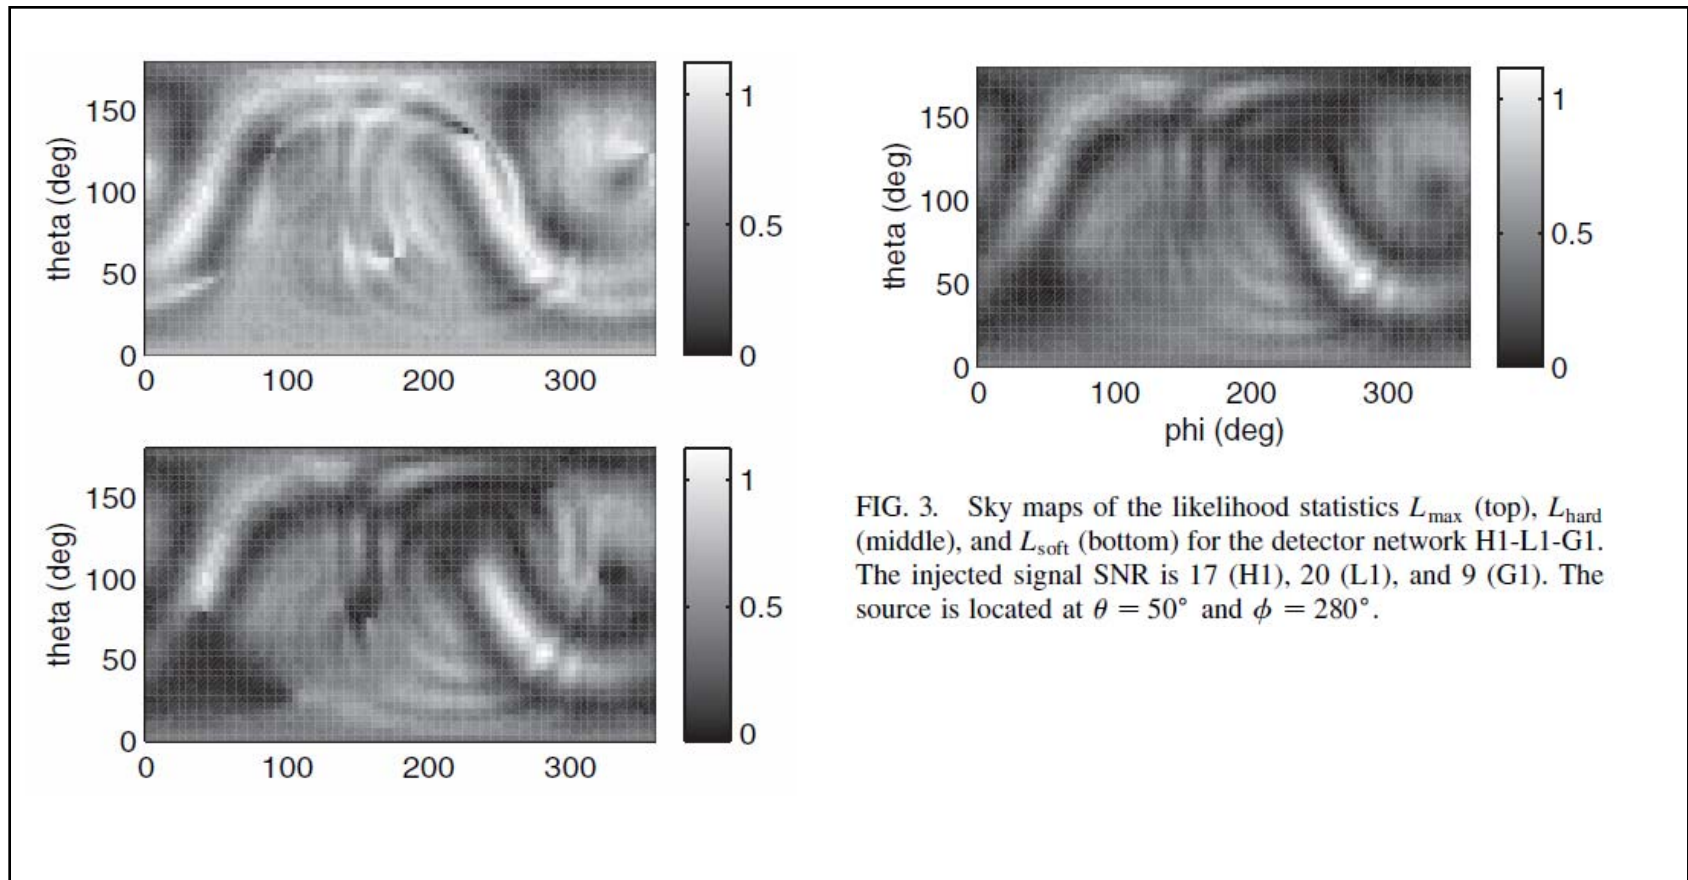 150
100
50
0
theta (deg)
0 100 200 300
1
0.5
0
150
100
50
0
theta (deg)
0 100 200 300
1
0.5
0
150
100
50
0
theta (deg)
0 100 200 300
phi (deg)
1
0.5
0
FIG. 3. Sky maps of the likelihood statistics Lmax (top), Lhard
(middle), and Lsoft (bottom) for the detector network H1-L1-G1.
The injected signal SNR is 17 (H1), 20 (L1), and 9 (G1). The
source is located at θ = 50° and ϕ = 280°.